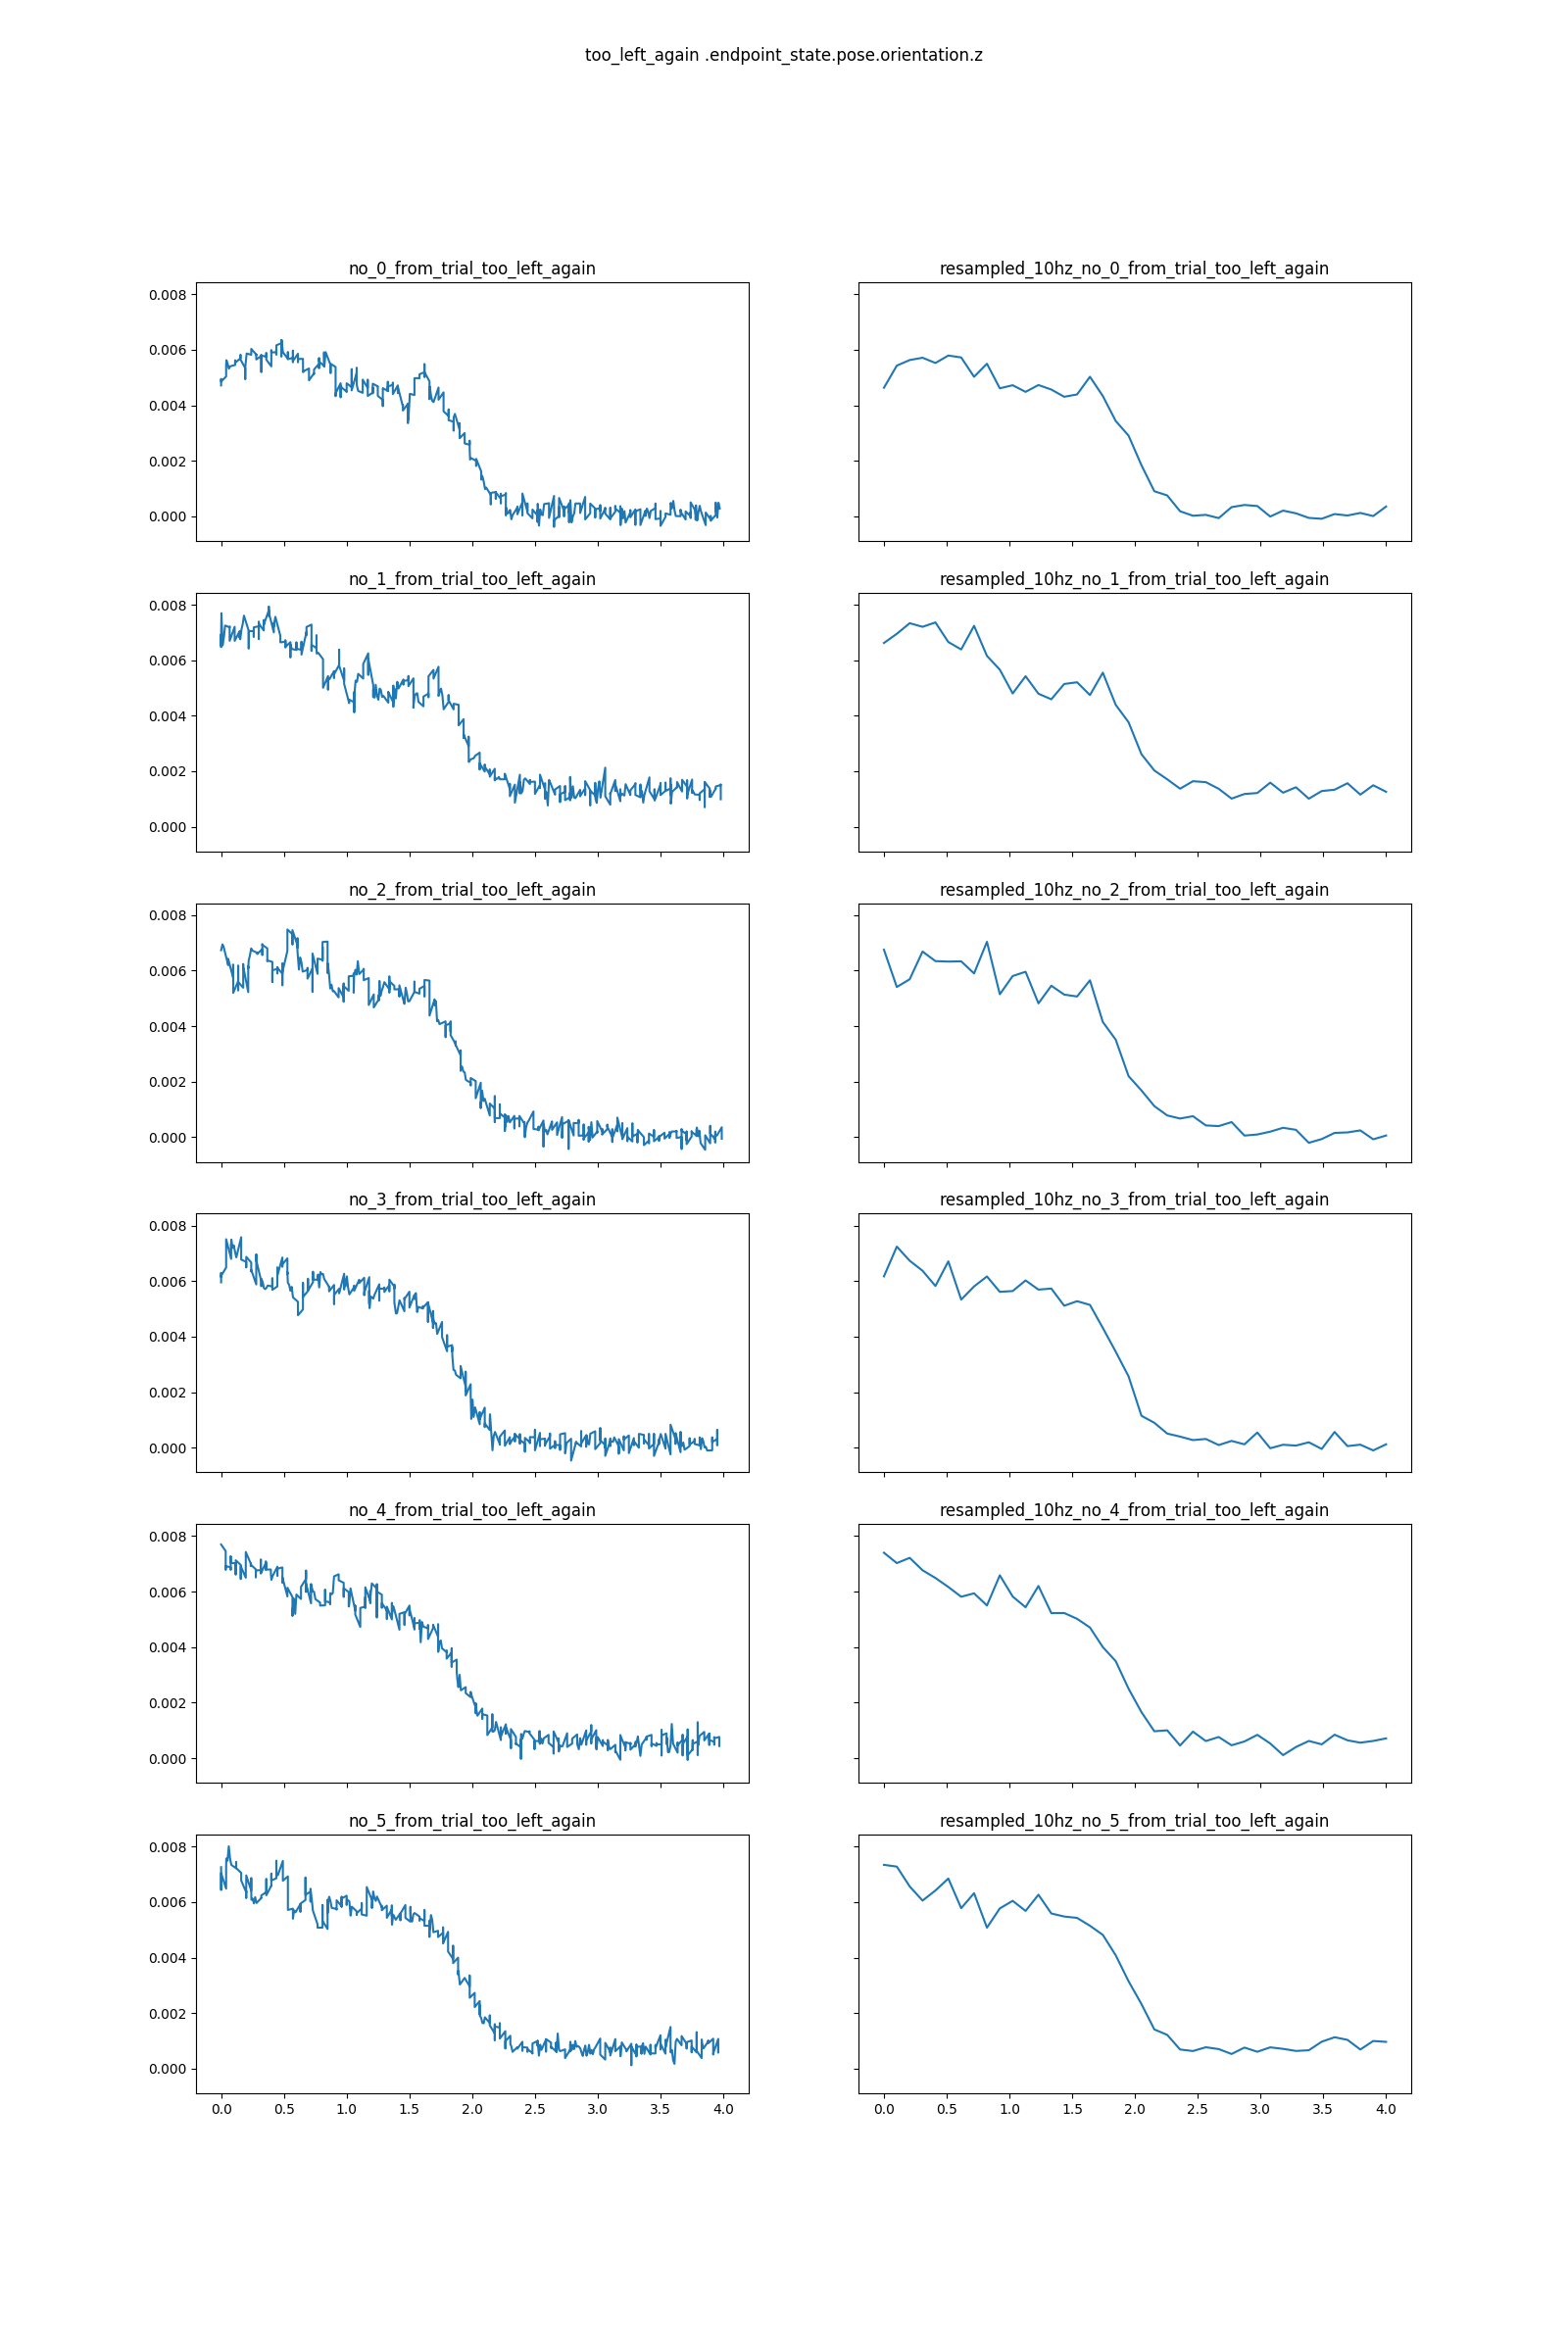 too_left_again .endpoint_state.pose.orientation.z
no_0_from_trial_too_left_again
resampled_10hz_no_0_from_trial_too_left_again
0.008
0.006
0.004
0.002
0.000
no_1_from_trial_too_left_again
resampled_10hz_no_1_from_trial_too_left_again
0.008
0.006
0.004
0.002
0.000
no_2_from_trial_too_left_again
resampled_10hz_no_2_from_trial_too_left_again
0.008
0.006
0.004
0.002
0.000
no_3_from_trial_too_left_again
resampled_10hz_no_3_from_trial_too_left_again
0.008
0.006
0.004
0.002
0.000
no_4_from_trial_too_left_again
resampled_10hz_no_4_from_trial_too_left_again
0.008
0.006
0.004
0.002
0.000
no_5_from_trial_too_left_again
resampled_10hz_no_5_from_trial_too_left_again
0.008
0.006
0.004
0.002
0.000
0.0 0.5 1.0 1.5 2.0 2.5 3.0 3.5 4.0
0.0 0.5 1.0 1.5 2.0 2.5 3.0 3.5 4.0